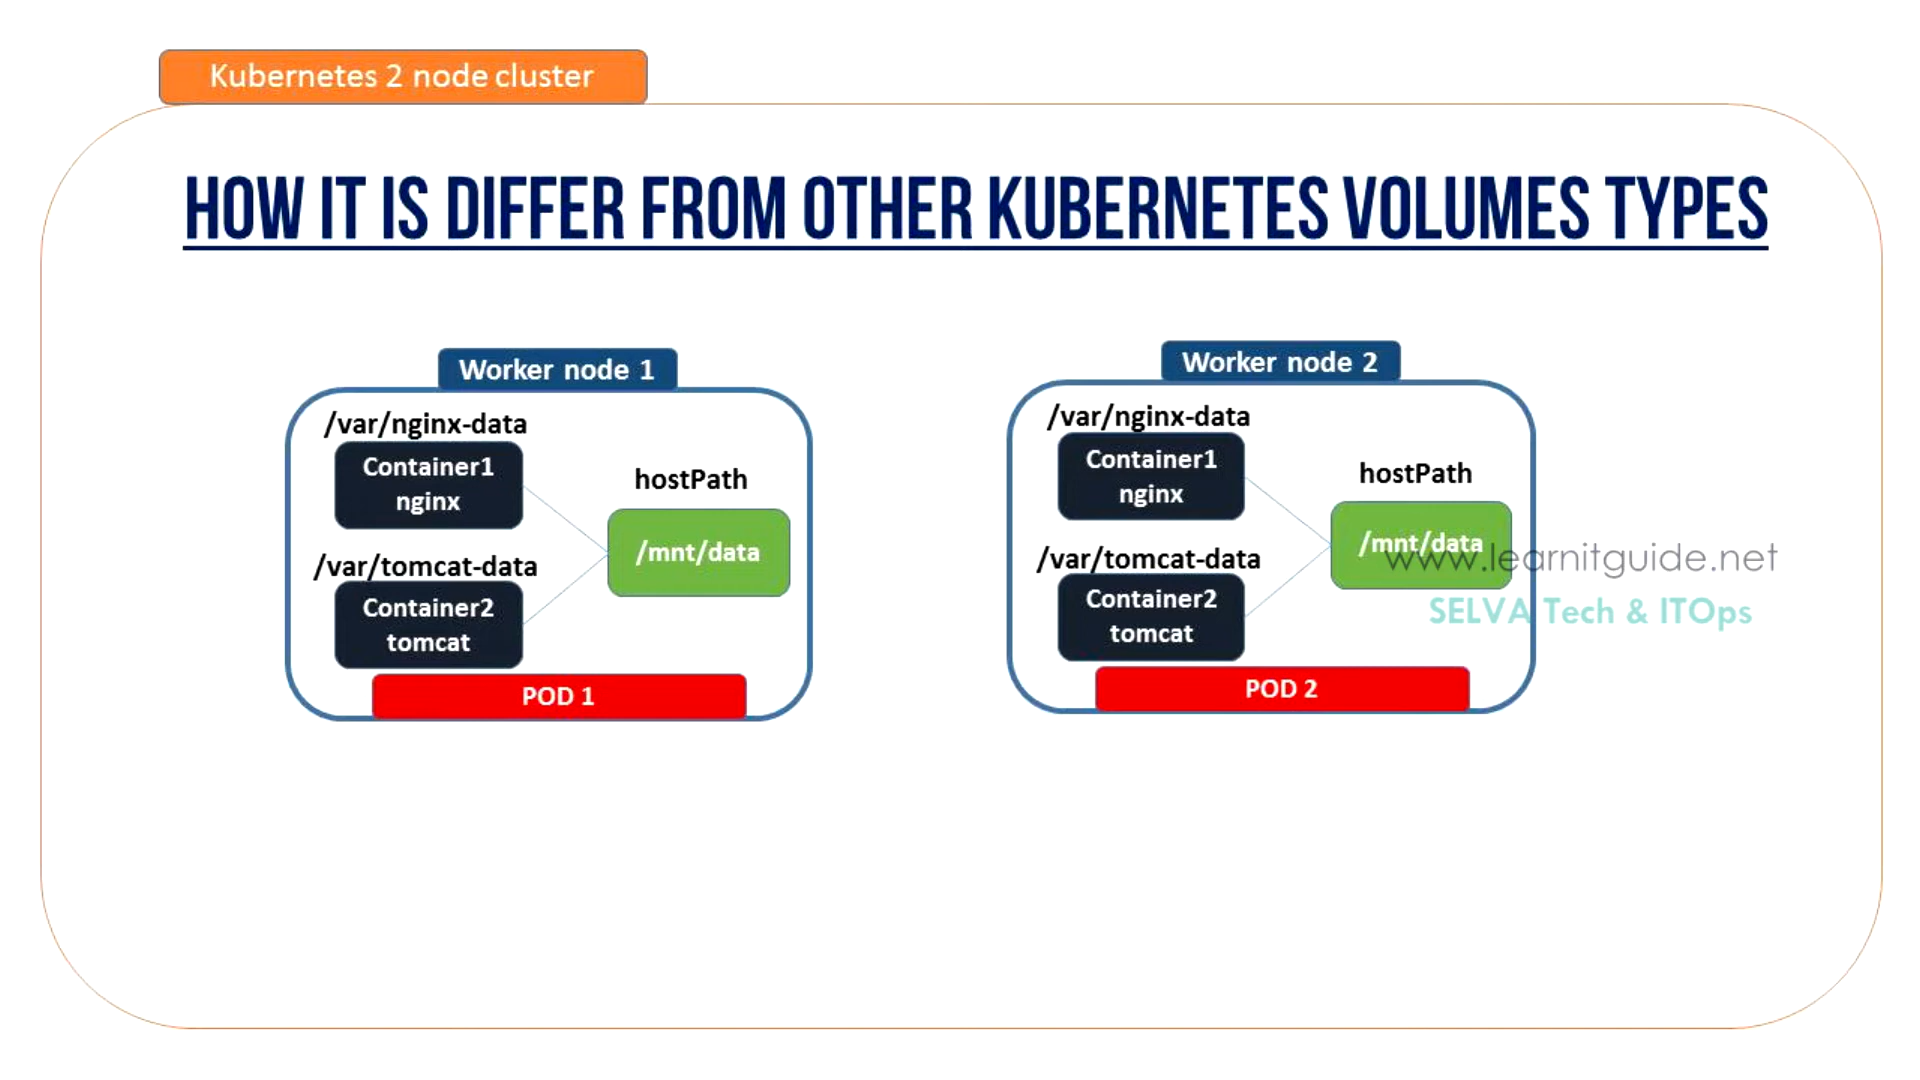 Kubernetes 2 node cluster
HOW IT IS DIFFER FROM OTHER KUBERNETES VOLUMES TYPES
Worker node 1
/var/nginx-data
Container1
nginx
hostPath
/mnt/data
/var/tomcat-data
Container2
tomcat
POD 1
Worker node 2
/var/nginx-data
Container1
nginx
hostPath
/mnt/data
/var/tomcat-data
Container2
tomcat
POD 2
www.learnitguide.net
SELVA Tech & ITOps